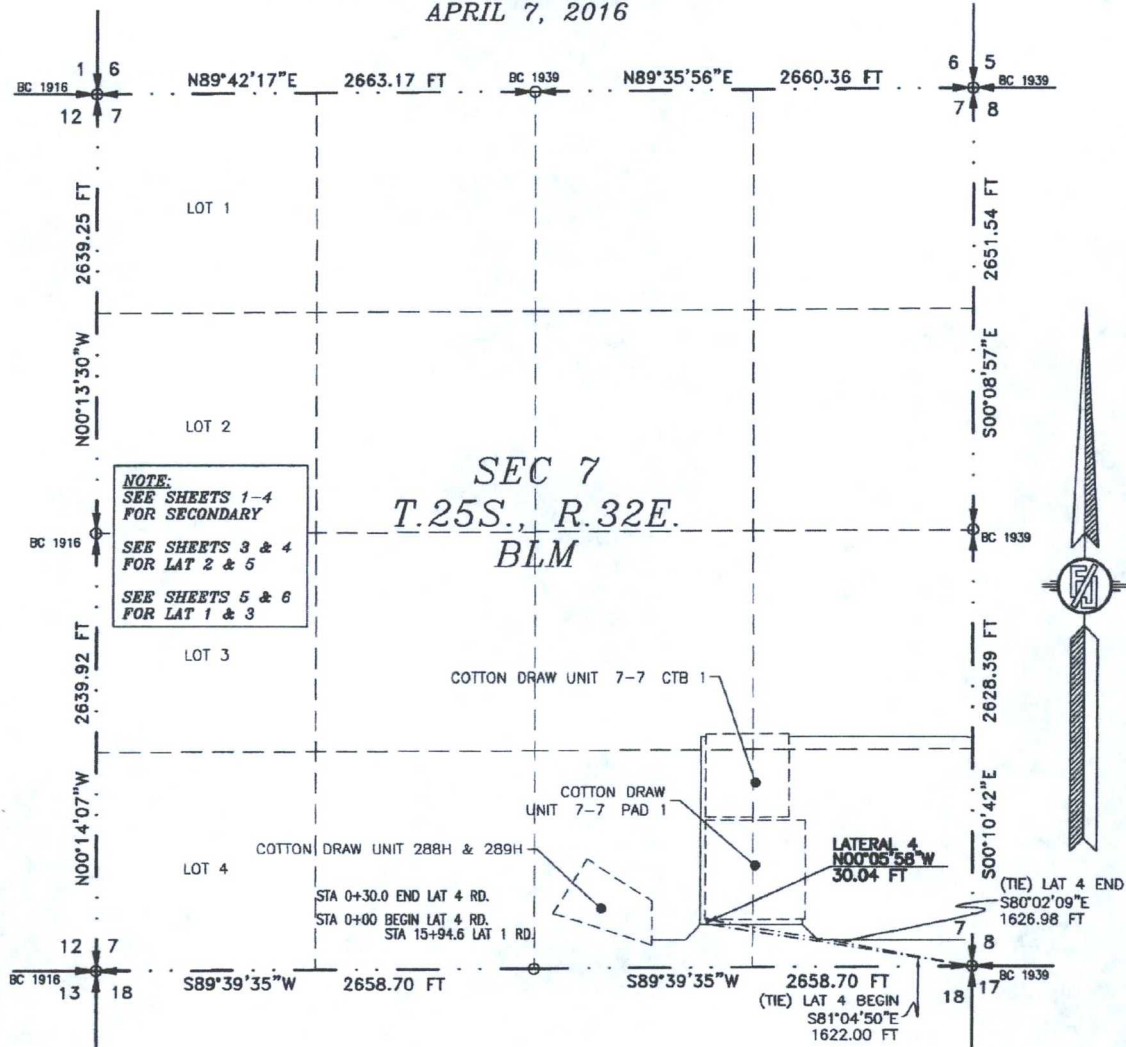 APRIL 7, 2016
1 6
N89°42'17"E 2663.17 FT
BC 1939
N89°35'56"E 2660.36 FT
6 5
BC 1916
BC 1939
12 7
7 8
2639.25 FT
N00°13'30"W
2651.54 FT
S00°08'57"E
LOT 1
LOT 2
SEC 7
T.25S., R.32E.
BLM
NOTE:
SEE SHEETS 1-4
FOR SECONDARY
SEE SHEETS 3 & 4
FOR LAT 2 & 5
SEE SHEETS 5 & 6
FOR LAT 1 & 3
BC 1916
BC 1939
LOT 3
2639.92 FT
N00°14'07"W
2628.39 FT
S00°10'42"E
COTTON DRAW UNIT 7-7 CTB 1
COTTON DRAW
UNIT 7-7 PAD 1
COTTON DRAW UNIT 288H & 289H
LATERAL 4
N00°05'58"W
30.04 FT
LOT 4
STA 0+30.0 END LAT 4 RD.
STA 0+00 BEGIN LAT 4 RD.
STA 15+94.6 LAT 1 RD.
(TIE) LAT 4 END
S80°02'09"E
1626.98 FT
12 7
7 8
BC 1916
13 18
S89°39'35"W 2658.70 FT
S89°39'35"W 2658.70 FT
18 17
BC 1939
(TIE) LAT 4 BEGIN
S81°04'50"E
1622.00 FT